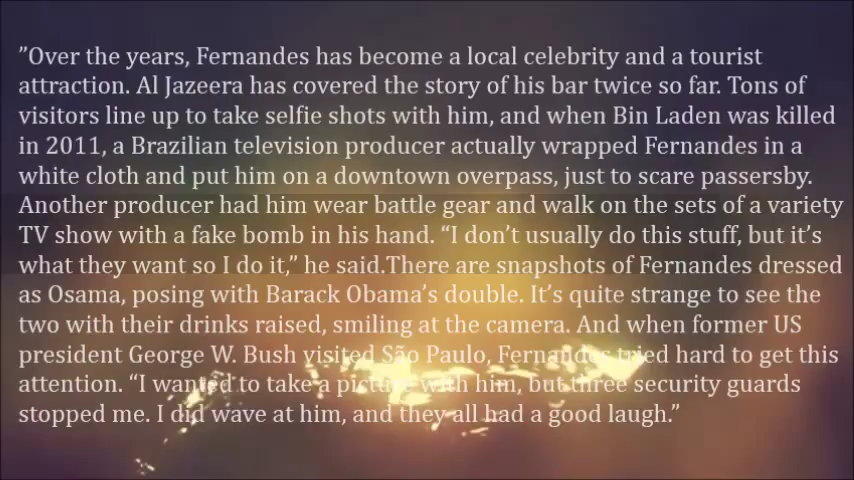 ”Over the years, Fernandes has become a local celebrity and a tourist
attraction. Al Jazeera has covered the story of his bar twice so far. Tons of
visitors line up to take selfie shots with him, and when Bin Laden was killed
in 2011, a Brazilian television producer actually wrapped Fernandes in a
white cloth and put him on a downtown overpass, just to scare passersby.
Another producer had him wear battle gear and walk on the sets of a variety
TV show with a fake bomb in his hand. “I don’t usually do this stuff, but it’s
what they want so I do it,” he said.There are snapshots of Fernandes dressed
as Osama, posing with Barack Obama’s double. It’s quite strange to see the
two with their drinks raised, smiling at the camera. And when former US
president George W. Bush visited São Paulo, Fernandes tried hard to get this
attention. “I wanted to take a picture with him, but three security guards
stopped me. I did wave at him, and they all had a good laugh.”